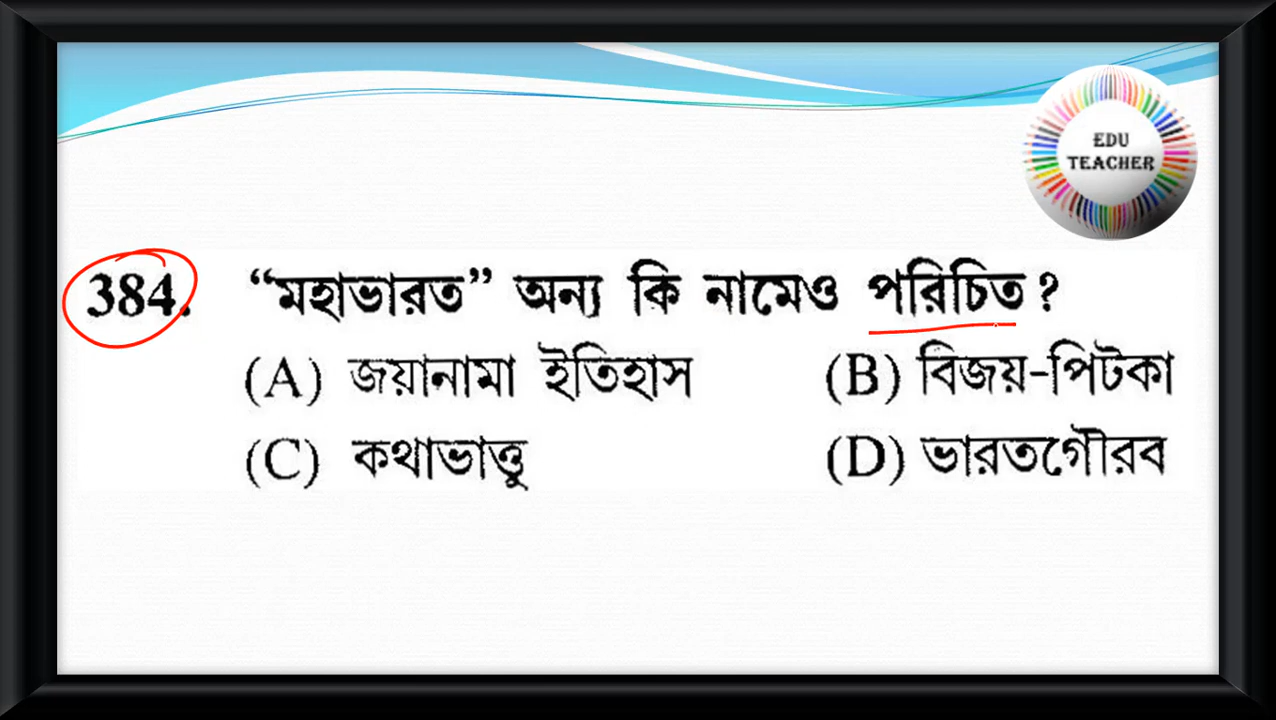 EDU
TEACHER
384. “মহাভারত” অন্য কি নামেও পরিচিত ?
(A) জয়ানামা ইতিহাস (B) বিজয়-পিটকা
(C) কথাভাত্তু (D) ভারতগৌরব